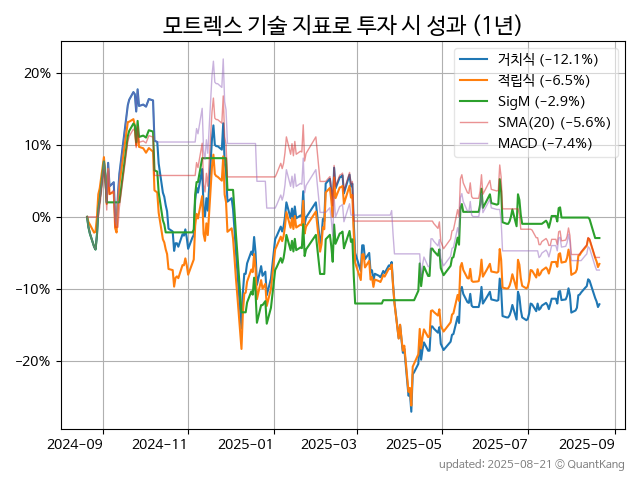 모트렉스 기술 지표로 투자 시 성과 (1년)
거치식 (−12.1%)
적립식 (−6.5%)
SigM (−2.9%)
SMA(20) (−5.6%)
MACD (−7.4%)
20%
10%
0%
−10%
−20%
2024-09 2024-11 2025-01 2025-03 2025-05 2025-07 2025-09
updated: 2025-08-21 © QuantKang